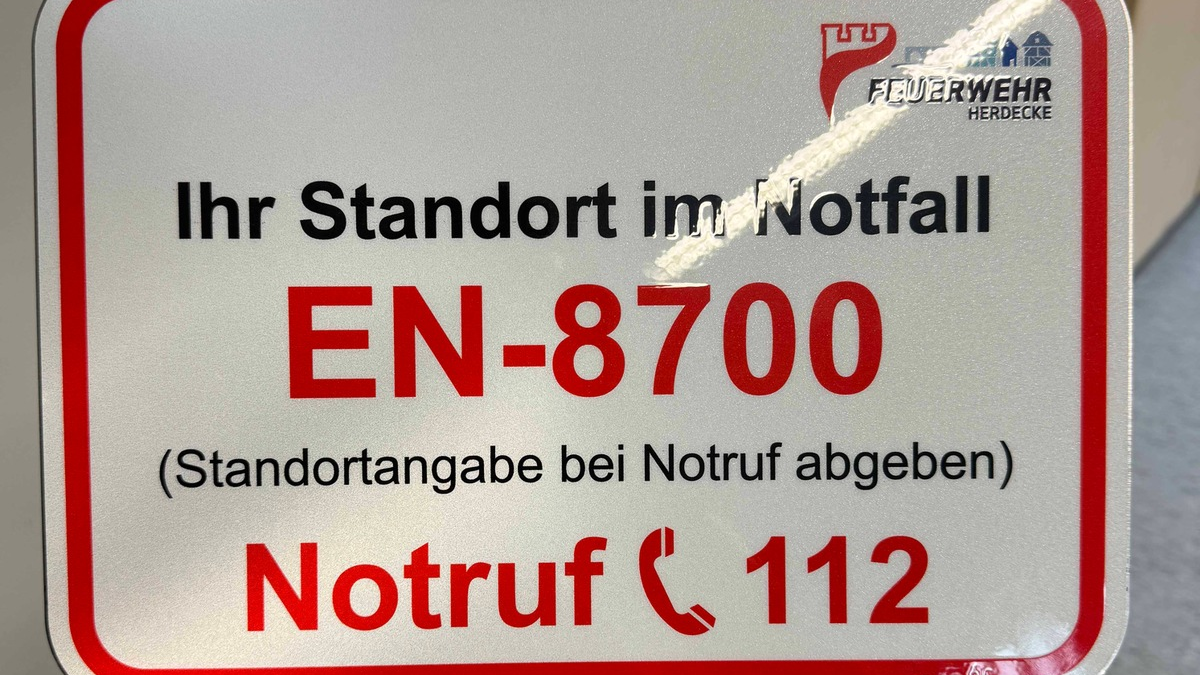 FEUERWEHR
HERDECKE
Ihr Standort im Notfall
EN-8700
(Standortangabe bei Notruf abgeben)
Notruf 112